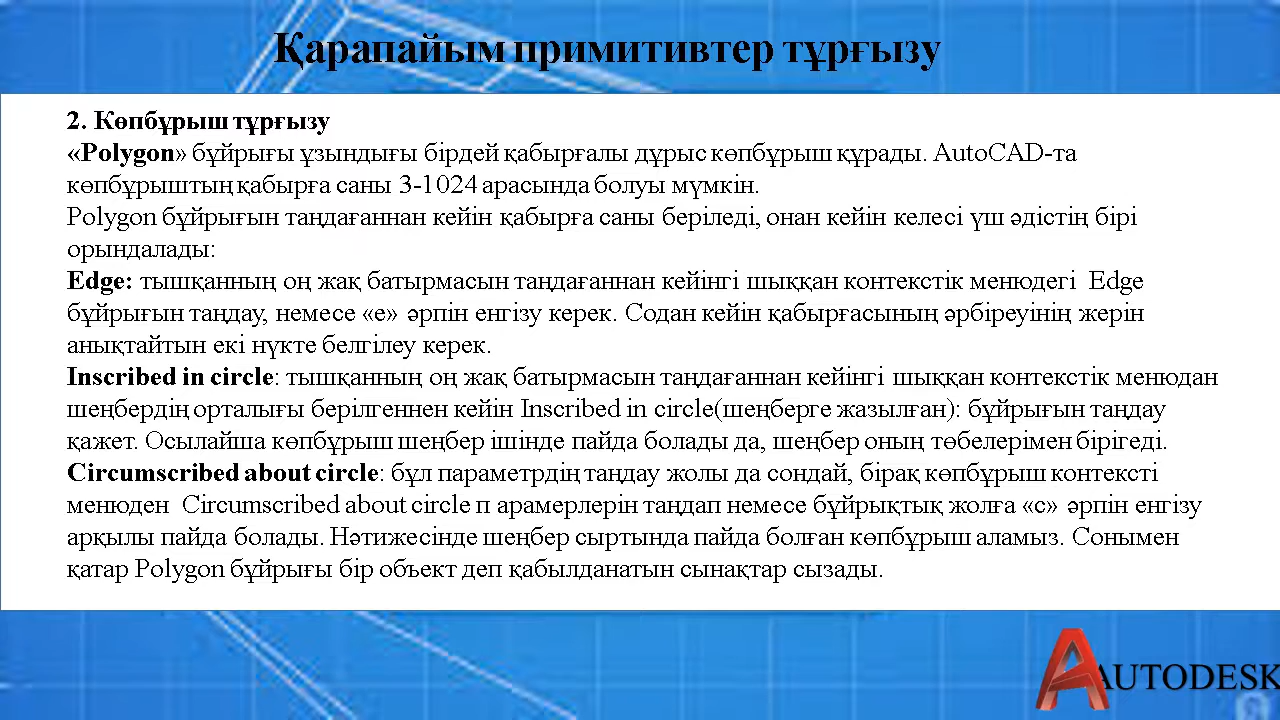 Қарапайым примитивтер тұрғызу
2. Көпбұрыш тұрғызу
«Polygon» бұйрығы ұзындығы бірдей қабырғалы дұрыс көпбұрыш құрады. AutoCAD-та
көпбұрыштың қабырға саны 3-1024 арасында болуы мүмкін.
Polygon бұйрығын таңдағаннан кейін қабырға саны беріледі, онан кейін келесі үш әдістің бірі
орындалады:
Edge: тышқанның оң жақ батырмасын таңдағаннан кейінгі шыққан контекстік менюдегі  Edge
бұйрығын таңдау, немесе «е»  әрпін енгізу керек. Содан кейін қабырғасының әрбіреуінің жерін
анықтайтын екі нүкте белгілеу керек.
Inscribed in circle: тышқанның оң жақ батырмасын таңдағаннан кейінгі шыққан контекстік менюдан
шеңбердің орталығы берілгеннен кейін Inscribed in circle(шеңберге жазылған): бұйрығын таңдау
қажет. Осылайша көпбұрыш шеңбер ішінде пайда болады да, шеңбер оның төбелерімен бірігеді.
Circumscribed about circle: бұл параметрдің таңдау жолы да сондай, бірақ көпбұрыш контексті
менюден  Circumscribed about circle п арамерлерін таңдап немесе бұйрықтық жолға «с»  әрпін енгізу
арқылы пайда болады. Нәтижесінде шеңбер сыртында пайда болған көпбұрыш аламыз. Сонымен
қатар Polygon бұйрығы бір объект деп қабылданатын сынақтар сызады.
AUTODESK